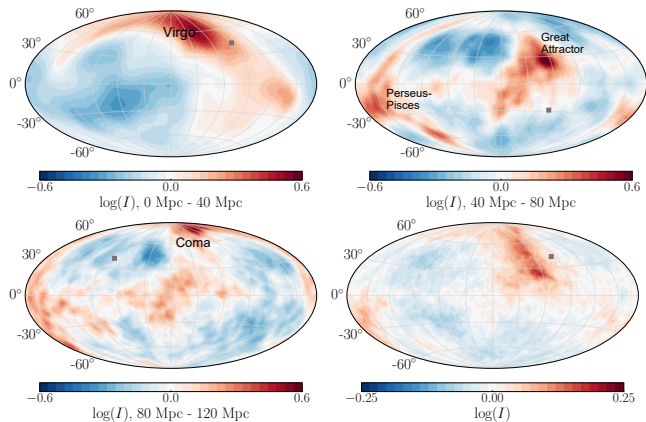 60°
30°
0°
-30°
-60°
Virgo
−0.6 0.0 0.6
log(I), 0 Mpc - 40 Mpc
60°
30°
0°
-30°
-60°
Great
Attractor
Perseus-
Pisces
−0.6 0.0 0.6
log(I), 40 Mpc - 80 Mpc
60°
30°
0°
-30°
-60°
Coma
−0.6 0.0 0.6
log(I), 80 Mpc - 120 Mpc
60°
30°
0°
-30°
-60°
−0.25 0.00 0.25
log(I)